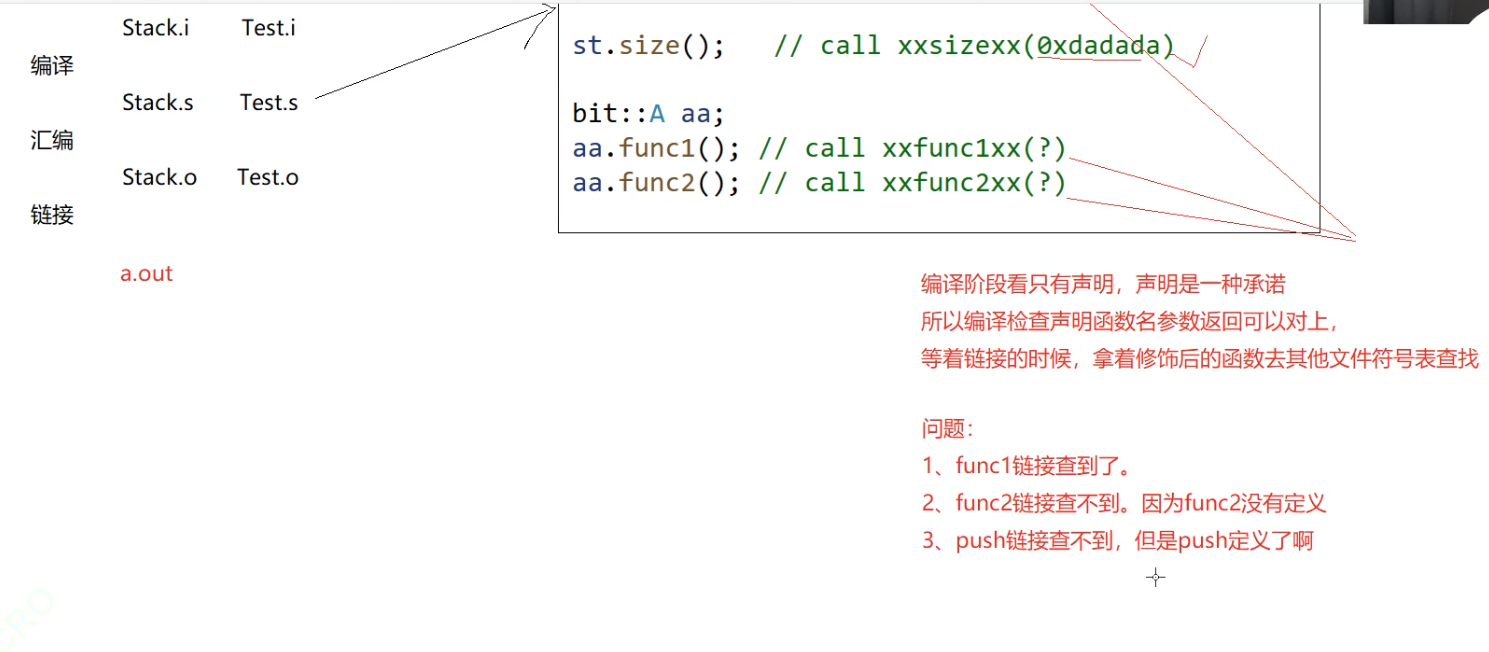 Stack.i Test.i
编译
Stack.s Test.s
汇编
Stack.o Test.o
链接
a.out
st.size(); // call xxsizexx(0xdadada)
bit::A aa;
aa.func1(); // call xxfunc1xx(?)
aa.func2(); // call xxfunc2xx(?)
编译阶段看只有声明，声明是一种承诺
所以编译检查声明函数名参数返回可以对上，
等着链接的时候，拿着修饰后的函数去其他文件符号表查找
问题：
1、func1链接查到了。
2、func2链接查不到。因为func2没有定义
3、push链接查不到，但是push定义了啊